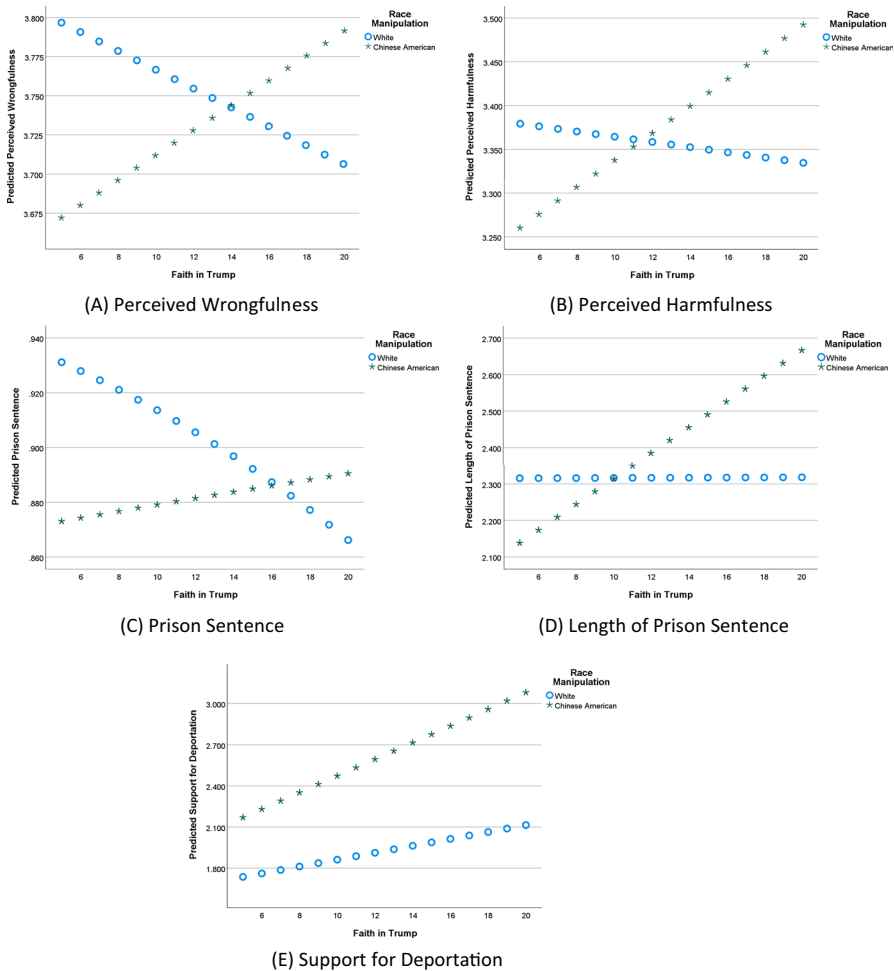 Race
Manipulation
White
Chinese American
Predicted Perceived Wrongfulness
3.800
3.775
3.750
3.725
3.700
3.675
6 8 10 12 14 16 18 20
Faith in Trump
(A) Perceived Wrongfulness
Race
Manipulation
White
Chinese American
Predicted Perceived Harmfulness
3.500
3.450
3.400
3.350
3.300
3.250
6 8 10 12 14 16 18 20
Faith in Trump
(B) Perceived Harmfulness
Race
Manipulation
White
Chinese American
Predicted Prison Sentence
.940
.920
.900
.880
.860
6 8 10 12 14 16 18 20
Faith in Trump
(C) Prison Sentence
Race
Manipulation
White
Chinese American
Predicted Length of Prison Sentence
2.700
2.600
2.500
2.400
2.300
2.200
2.100
6 8 10 12 14 16 18 20
Faith in Trump
(D) Length of Prison Sentence
Race
Manipulation
White
Chinese American
Predicted Support for Deportation
3.000
2.700
2.400
2.100
1.800
6 8 10 12 14 16 18 20
Faith in Trump
(E) Support for Deportation